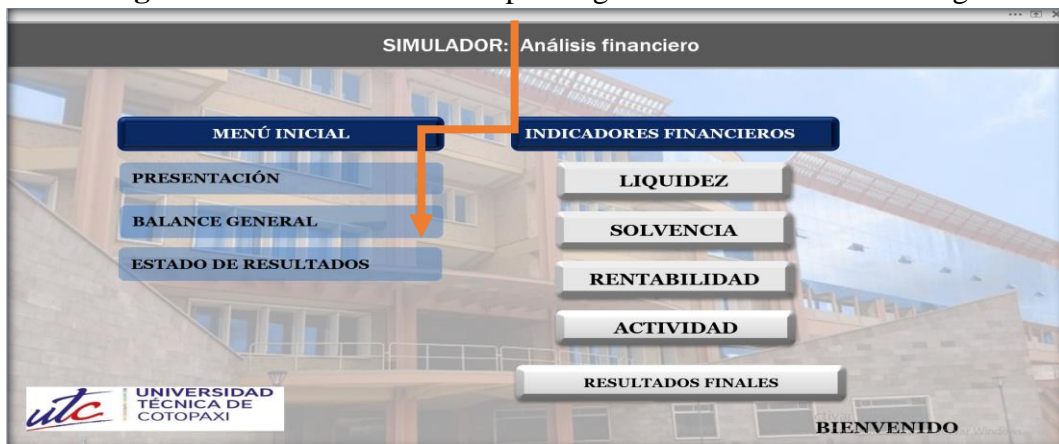 SIMULADOR: Análisis financiero
MENÚ INICIAL
PRESENTACIÓN
BALANCE GENERAL
ESTADO DE RESULTADOS
INDICADORES FINANCIEROS
LIQUIDEZ
SOLVENCIA
RENTABILIDAD
ACTIVIDAD
RESULTADOS FINALES
utc
UNIVERSIDAD
TÉCNICA DE
COTOPAXI
BIENVENIDO